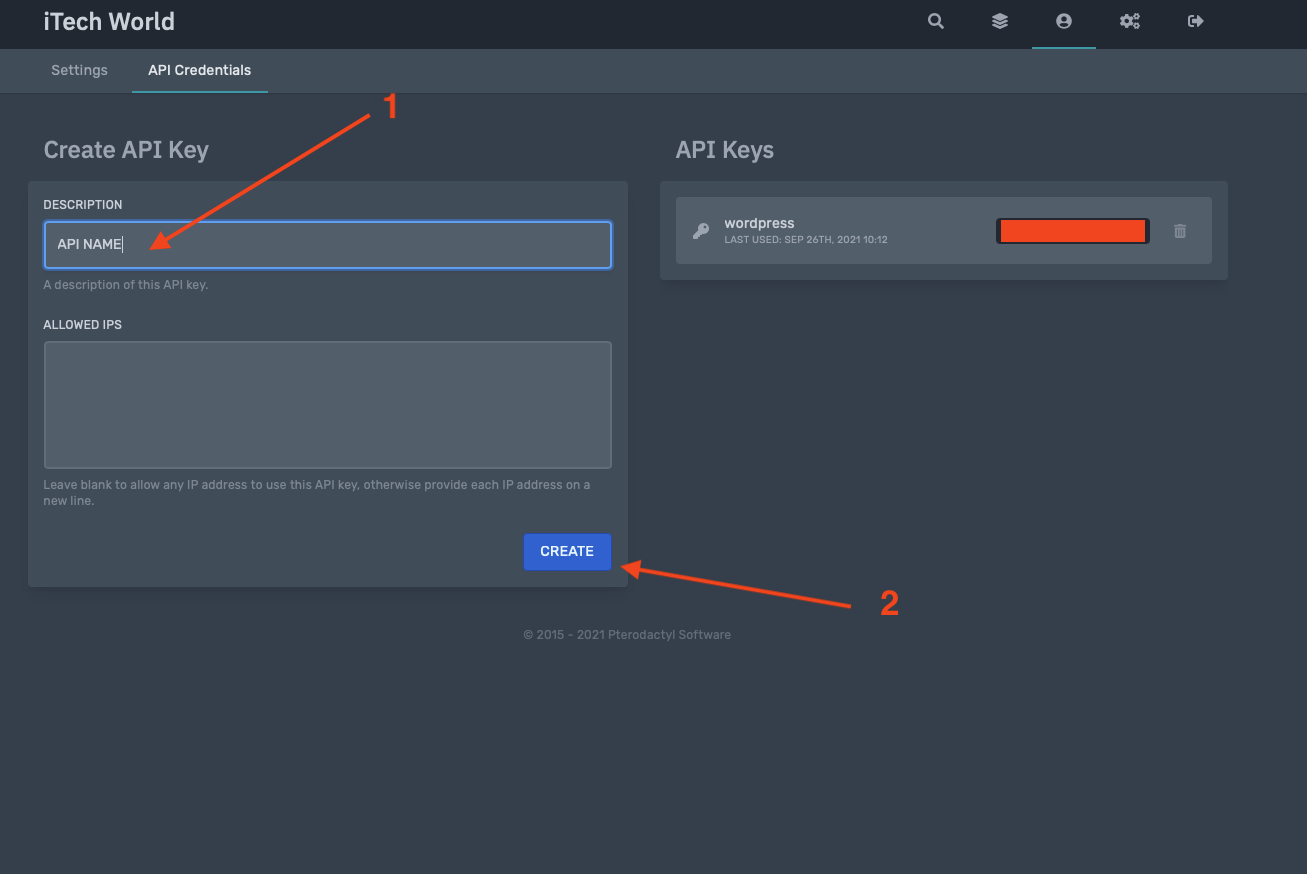 iTech World
Settings
API Credentials
1
Create API Key
API Keys
DESCRIPTION
API NAME
A description of this API key.
wordpress
LAST USED: SEP 26TH, 2021 10:12
ALLOWED IPS
Leave blank to allow any IP address to use this API key, otherwise provide each IP address on a
new line.
CREATE
2
© 2015 - 2021 Pterodactyl Software